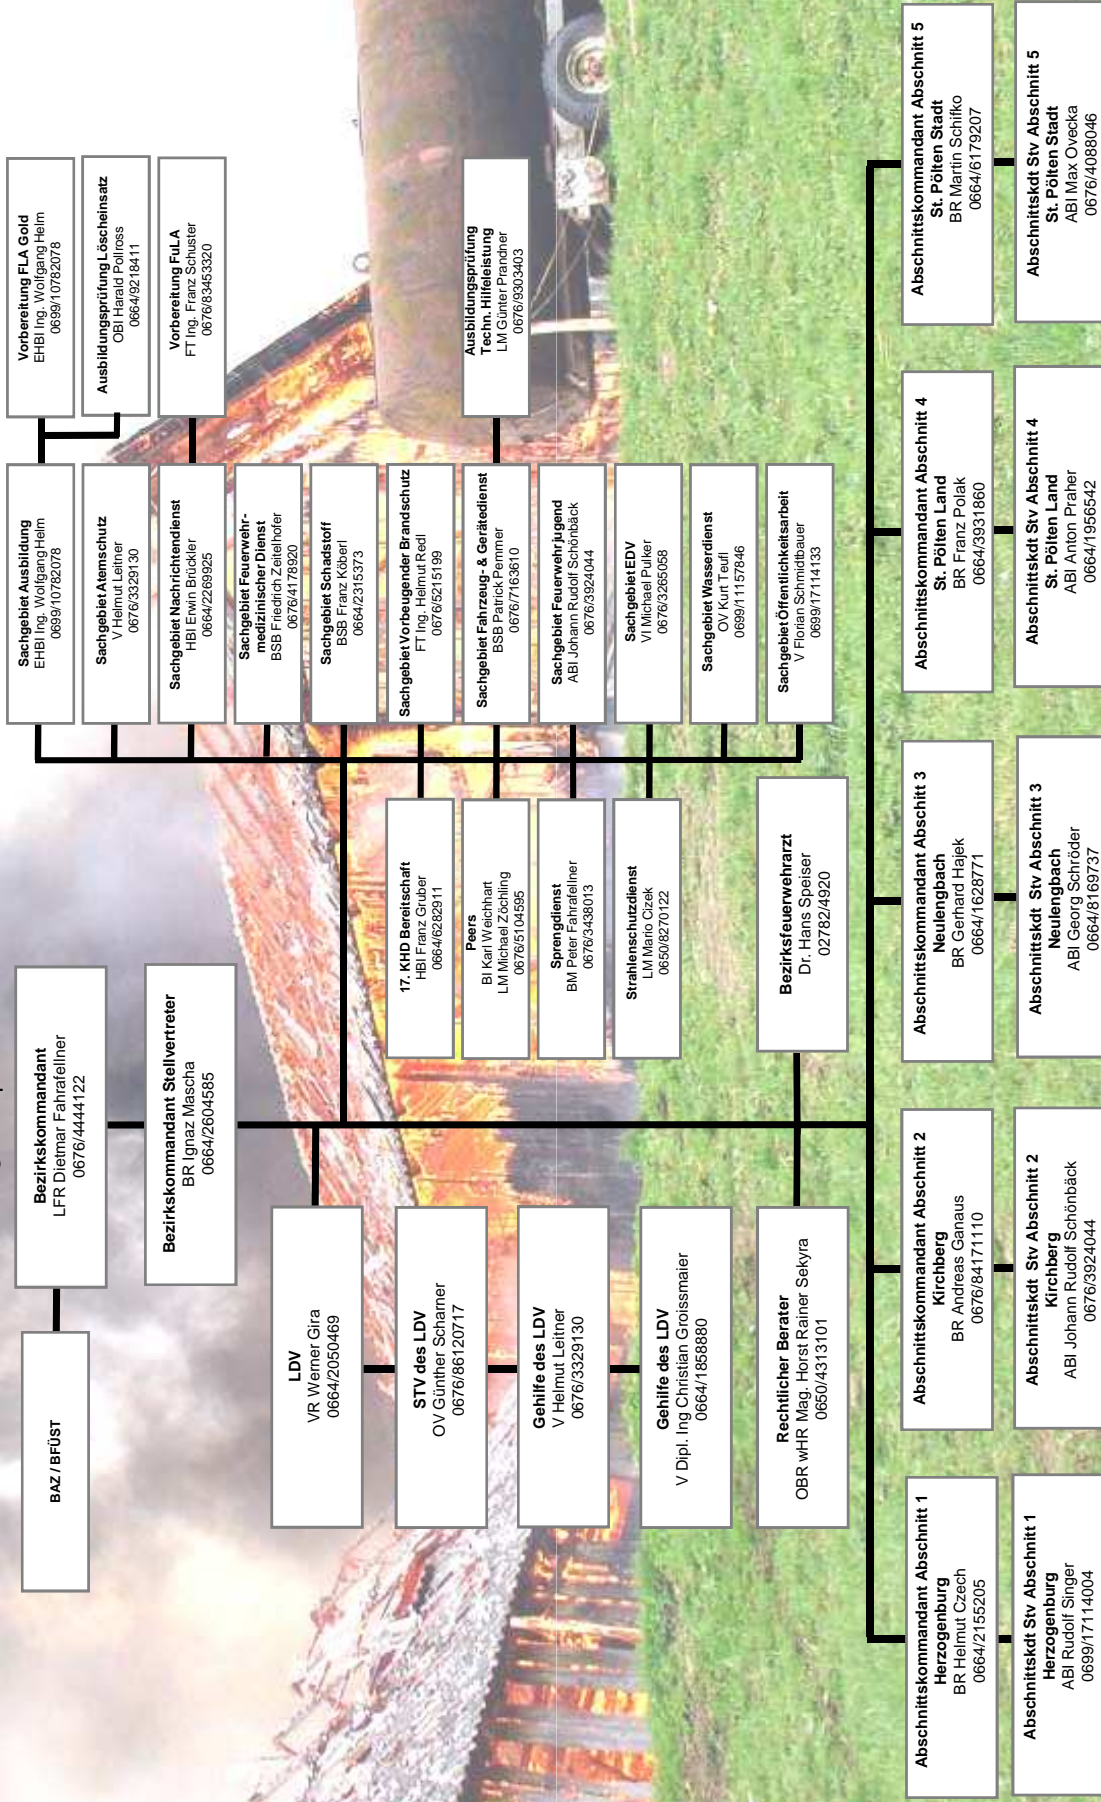 BAZ / BFÜST
Bezirkskommandant
LFR Dietmar Fahrafellner
0676/4444122
Bezirkskommandant Stellvertreter
BR Ignaz Mascha
0664/2604585
LDV
VR Werner Gira
0664/2050469
STV des LDV
OV Günther Scharner
0676/86120717
Gehilfe des LDV
V Helmut Leitner
0676/3329130
Gehilfe des LDV
V Dipl. Ing Christian Groissmaier
0664/1858880
Rechtlicher Berater
OBR wHR Mag. Horst Rainer Sekyra
0650/4313101
Bezirksfeuerwehrarzt
Dr. Hans Speiser
02782/4920
17. KHD Bereitschaft
HBI Franz Gruber
0664/6282911
Peers
BI Karl Weichhart
LM Michael Zöchling
0676/5104595
Sprengdienst
BM Peter Fahrafellner
0676/3438013
Strahlenschutzdienst
LM Mario Cizek
0650/8270122
Sachgebiet Ausbildung
EHBI Ing. Wolfgang Helm
0699/10782078
Sachgebiet Atemschutz
V Helmut Leitner
0676/3329130
Sachgebiet Nachrichtendienst
HBI Erwin Brückler
0664/2269925
Sachgebiet Feuerwehr-
medizinischer Dienst
BSB Friedrich Zeitelhofer
0676/4178920
Sachgebiet Schadstoff
BSB Franz Köberl
0664/2315373
Sachgebiet Vorbeugender Brandschutz
FT Ing. Helmut Redl
0676/5215199
Sachgebiet Fahrzeug- & Gerätedienst
BSB Patrick Pemmer
0676/7163610
Sachgebiet Feuerwehrjugend
ABI Johann Rudolf Schönbäck
0676/3924044
Sachgebiet EDV
VI Michael Pulker
0676/3265058
Sachgebiet Wasserdienst
OV Kurt Teufl
0699/11157846
Sachgebiet Öffentlichkeitsarbeit
V Florian Schmidtbauer
0699/17114133
Vorbereitung FLA Gold
EHBI Ing. Wolfgang Helm
0699/10782078
Ausbildungsprüfung Löscheinsatz
OBI Harald Pollross
0664/9218411
Vorbereitung FuLA
FT Ing. Franz Schuster
0676/83453320
Ausbildungsprüfung
Techn. Hilfeleistung
LM Günter Prandner
0676/9303403
Abschnittskommandant Abschnitt 1
Herzogenburg
BR Helmut Czech
0664/2155205
Abschnittskommandant Abschnitt 2
Kirchberg
BR Andreas Ganaus
0676/84171110
Abschnittskommandant Abschitt 3
Neulengbach
BR Gerhard Hajek
0664/1628771
Abschnittskommandant Abschnitt 4
St. Pölten Land
BR Franz Polak
0664/3931860
Abschnittskommandant Abschnitt 5
St. Pölten Stadt
BR Martin Schifko
0664/6179207
Abschnittskdt Stv Abschnitt 1
Herzogenburg
ABI Rudolf Singer
0699/17114004
Abschnittskdt Stv Abschnitt 2
Kirchberg
ABI Johann Rudolf Schönbäck
0676/3924044
Abschnittskdt Stv Abschnitt 3
Neulengbach
ABI Georg Schröder
0664/8169737
Abschnittskdt Stv Abschnitt 4
St. Pölten Land
ABI Anton Praher
0664/1956542
Abschnittskdt Stv Abschnitt 5
St. Pölten Stadt
ABI Max Ovecka
0676/4088046